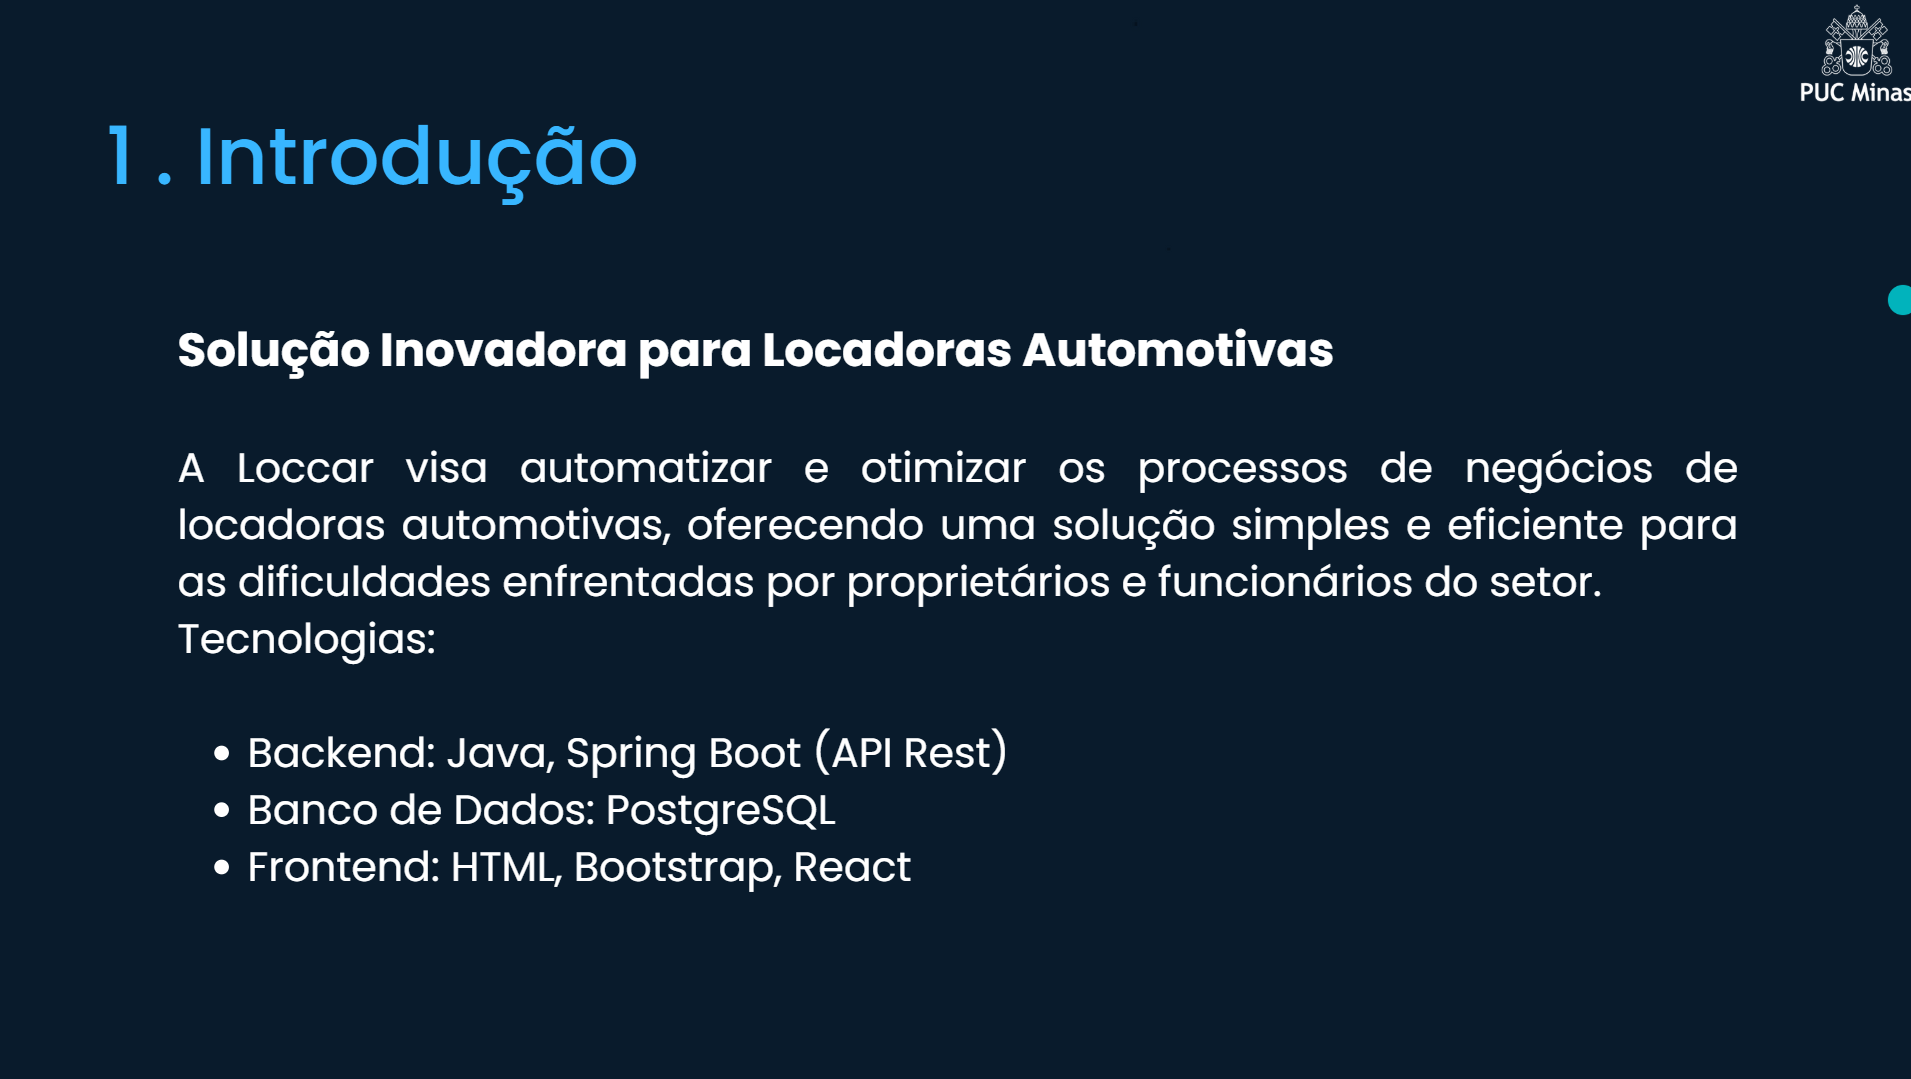 PUC Minas
1 . Introdução
Solução Inovadora para Locadoras Automotivas
A Loccar visa automatizar e otimizar os processos de negócios de
locadoras automotivas, oferecendo uma solução simples e eficiente para
as dificuldades enfrentadas por proprietários e funcionários do setor.
Tecnologias:
• Backend: Java, Spring Boot (API Rest)
• Banco de Dados: PostgreSQL
• Frontend: HTML, Bootstrap, React